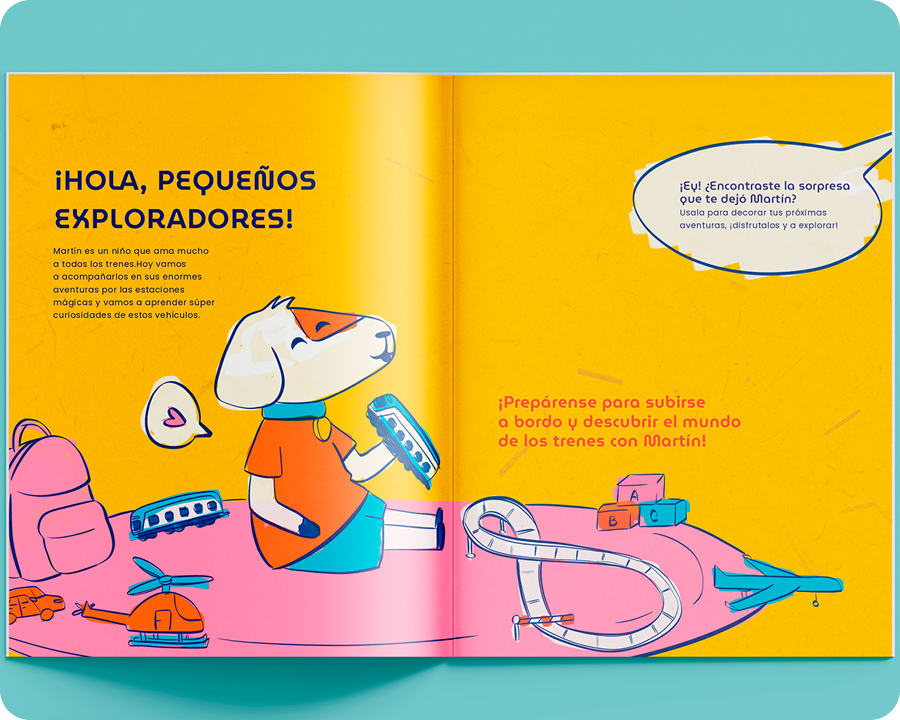 ¡HOLA, PEQUEÑOS
EXPLORADORES!
Martín es un niño que ama mucho
a todos los trenes.Hoy vamos
a acompañarlos en sus enormes
aventuras por las estaciones
mágicas y vamos a aprender súper
curiosidades de estos vehículos.
¡Ey! ¿Encontraste la sorpresa
que te dejó Martín?
Usala para decorar tus próximas
aventuras, ¡disfrutalos y a explorar!
¡Prepárense para subirse
a bordo y descubrir el mundo
de los trenes con Martín!
A
B C